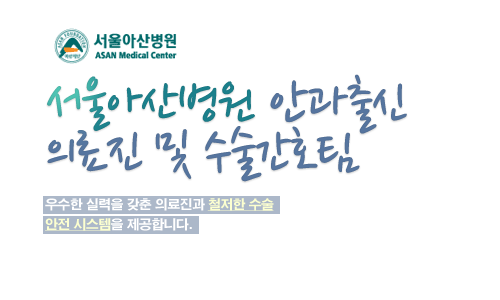 서울아산병원
ASAN Medical Center
서울아산병원 안과출신
의료진 및 수술간호팀
우수한 실력을 갖춘 의료진과 철저한 수술
안전 시스템을 제공합니다.